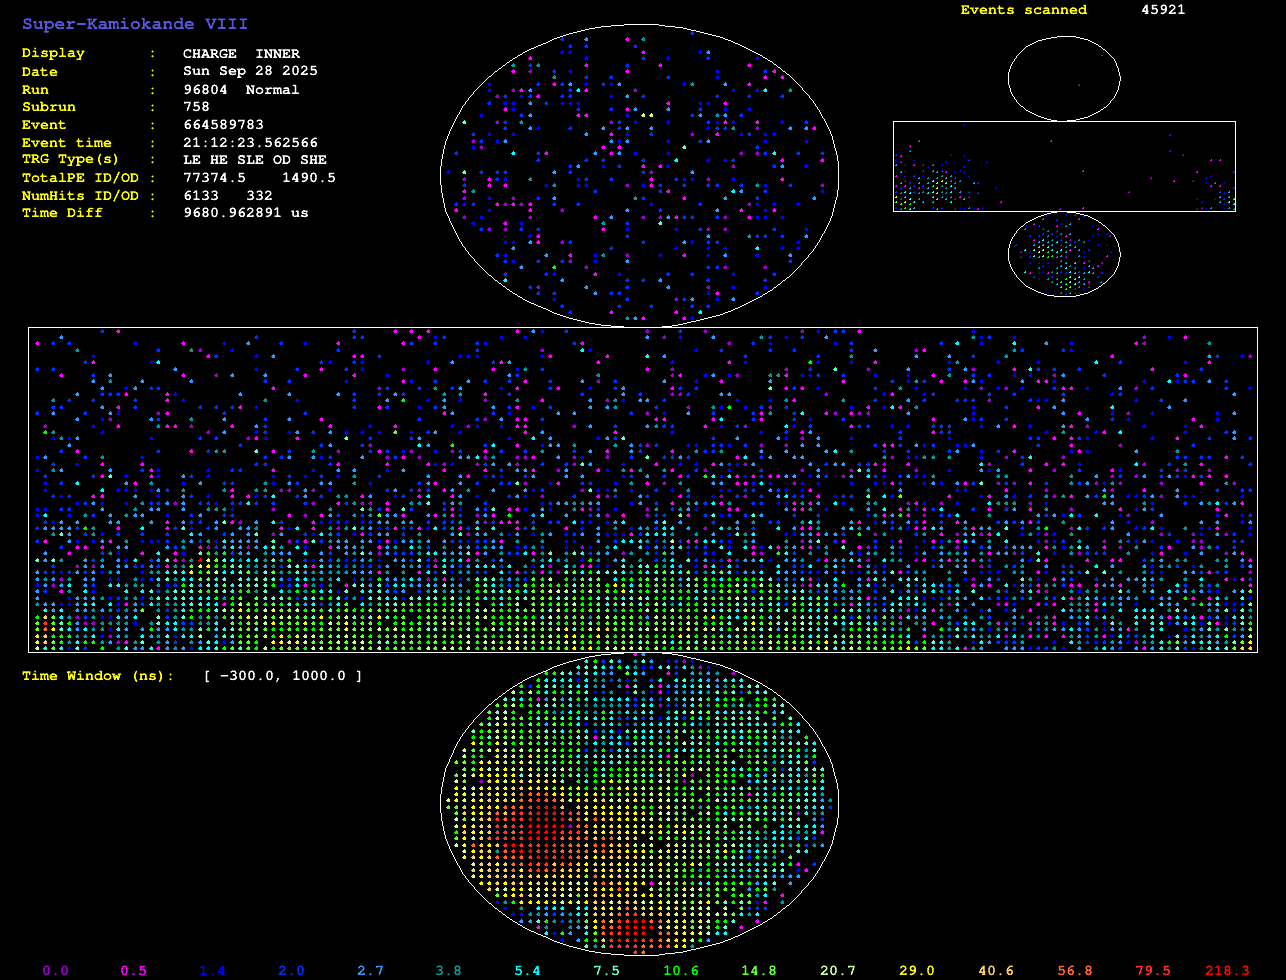 Super-Kamiokande VIII
Events scanned 45921
Display : CHARGE INNER
Date : Sun Sep 28 2025
Run : 96804 Normal
Subrun : 758
Event : 664589783
Event time : 21:12:23.562566
TRG Type(s) : LE HE SLE OD SHE
TotalPE ID/OD : 77374.5 1490.5
NumHits ID/OD : 6133 332
Time Diff : 9680.962891 us
Time Window (ns): [ -300.0, 1000.0 ]
0.0 0.5 1.4 2.0 2.7 3.8 5.4 7.5 10.6 14.8 20.7 29.0 40.6 56.8 79.5 218.3